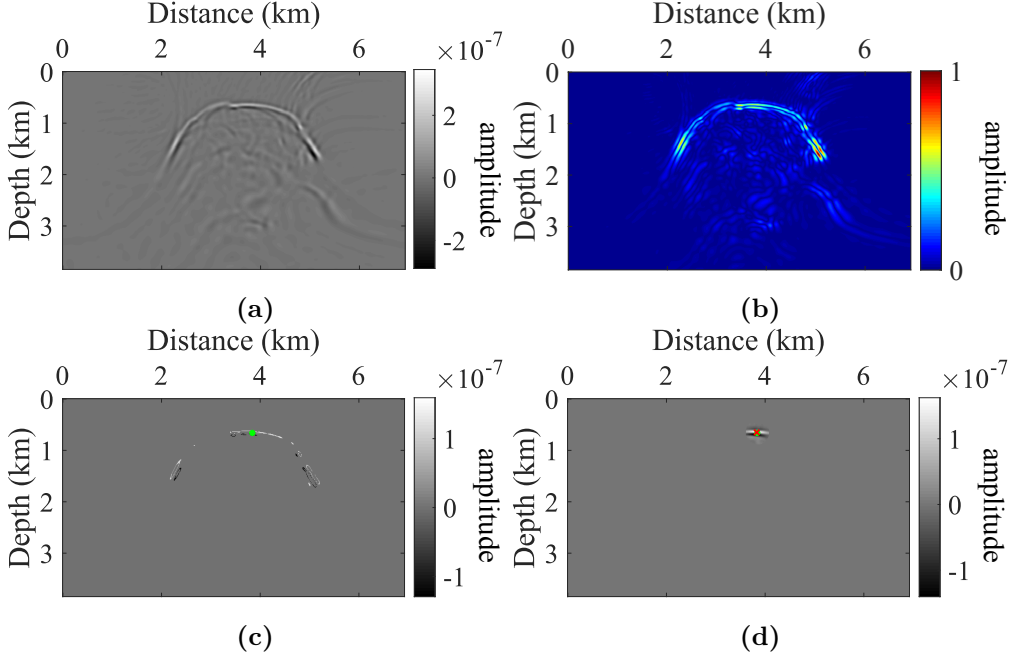 Distance (km)
0 2 4 6
Depth (km)
0
1
2
3
×10-7
2
0
-2
amplitude
(a)
Distance (km)
0 2 4 6
Depth (km)
0
1
2
3
1
0
amplitude
(b)
Distance (km)
0 2 4 6
Depth (km)
0
1
2
3
×10-7
1
0
-1
amplitude
(c)
Distance (km)
0 2 4 6
Depth (km)
0
1
2
3
×10-7
1
0
-1
amplitude
(d)